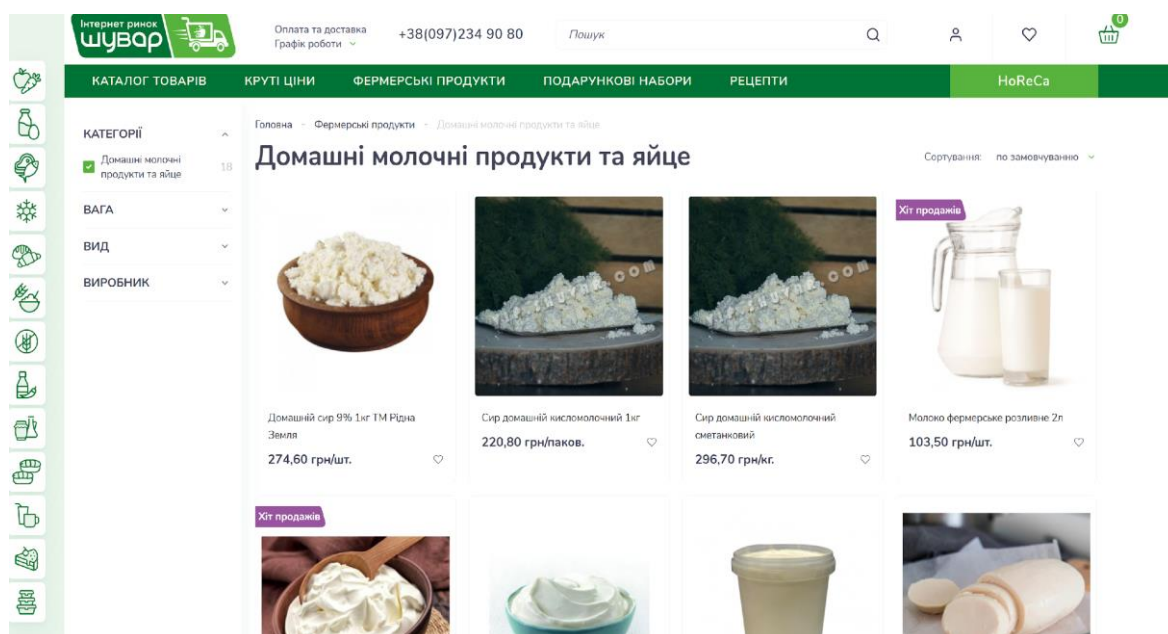 Інтернет ринок
шувар
Оплата та доставка
Графік роботи
+38(097)234 90 80
Пошук
0
КАТАЛОГ ТОВАРІВ
КРУТІ ЦІНИ
ФЕРМЕРСЬКІ ПРОДУКТИ
ПОДАРУНКОВІ НАБОРИ
РЕЦЕПТИ
HoReCa
КАТЕГОРІЇ
Домашні молочні
продукти та яйце
18
ВАГА
ВИД
ВИРОБНИК
Головна - Фермерські продукти - Домашні молочні продукти та яйце
Домашні молочні продукти та яйце
Сортування: по замовчуванню
Хіт продажів
Домашній сир 9% 1кг ТМ Рідна
Земля
274,60 грн/шт.
Сир домашній кисломолочний 1кг
220,80 грн/паков.
Сир домашній кисломолочний
сметанковий
296,70 грн/кг.
Молоко фермерське розливне 2л
103,50 грн/шт.
Хіт продажів